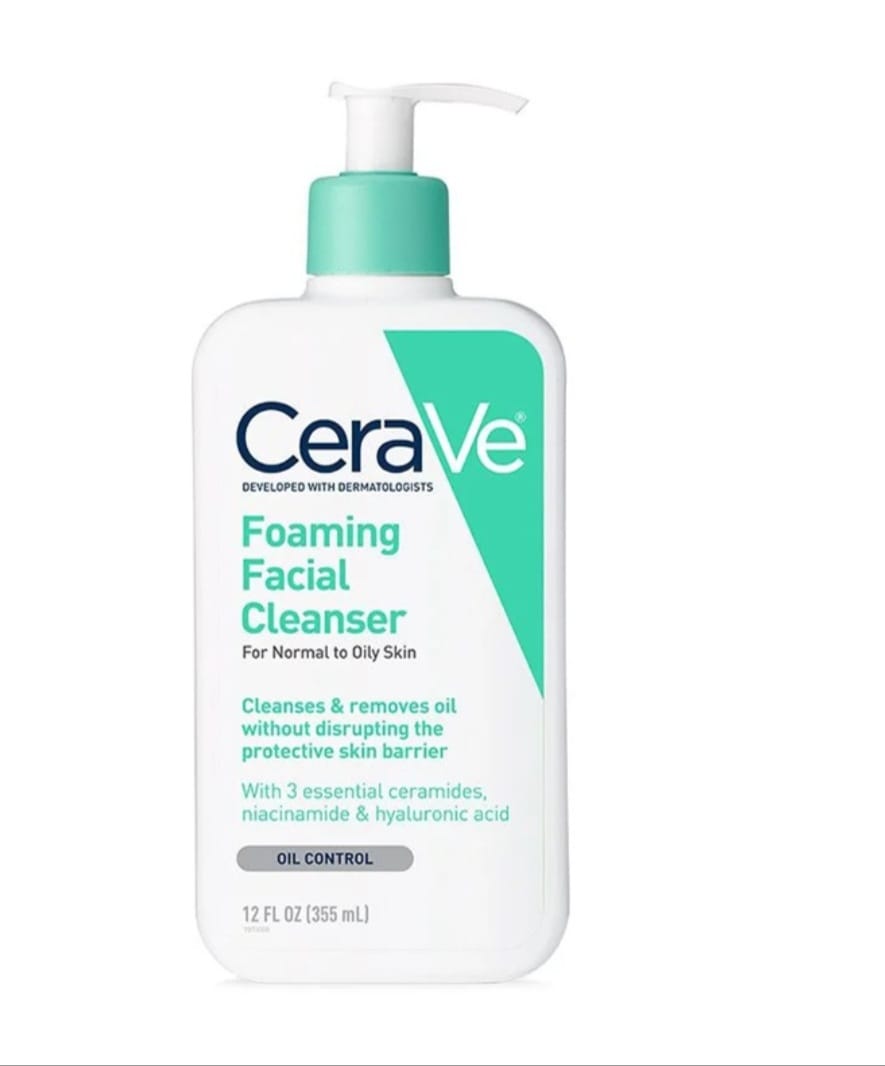 CeraVe®
DEVELOPED WITH DERMATOLOGISTS
Foaming
Facial
Cleanser
For Normal to Oily Skin
Cleanses & removes oil
without disrupting the
protective skin barrier
With 3 essential ceramides,
niacinamide & hyaluronic acid
OIL CONTROL
12 FL OZ (355 mL)